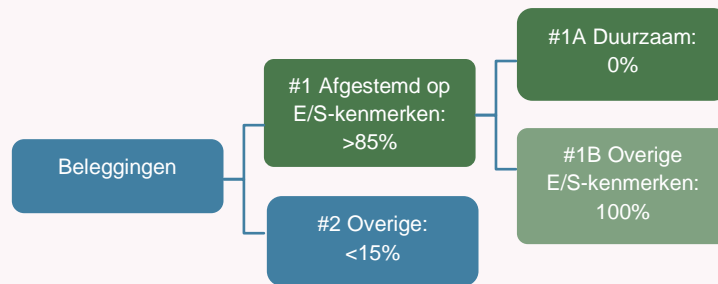 Beleggingen
#1 Afgestemd op
E/S-kenmerken:
>85%
#2 Overige:
<15%
#1A Duurzaam:
0%
#1B Overige
E/S-kenmerken:
100%